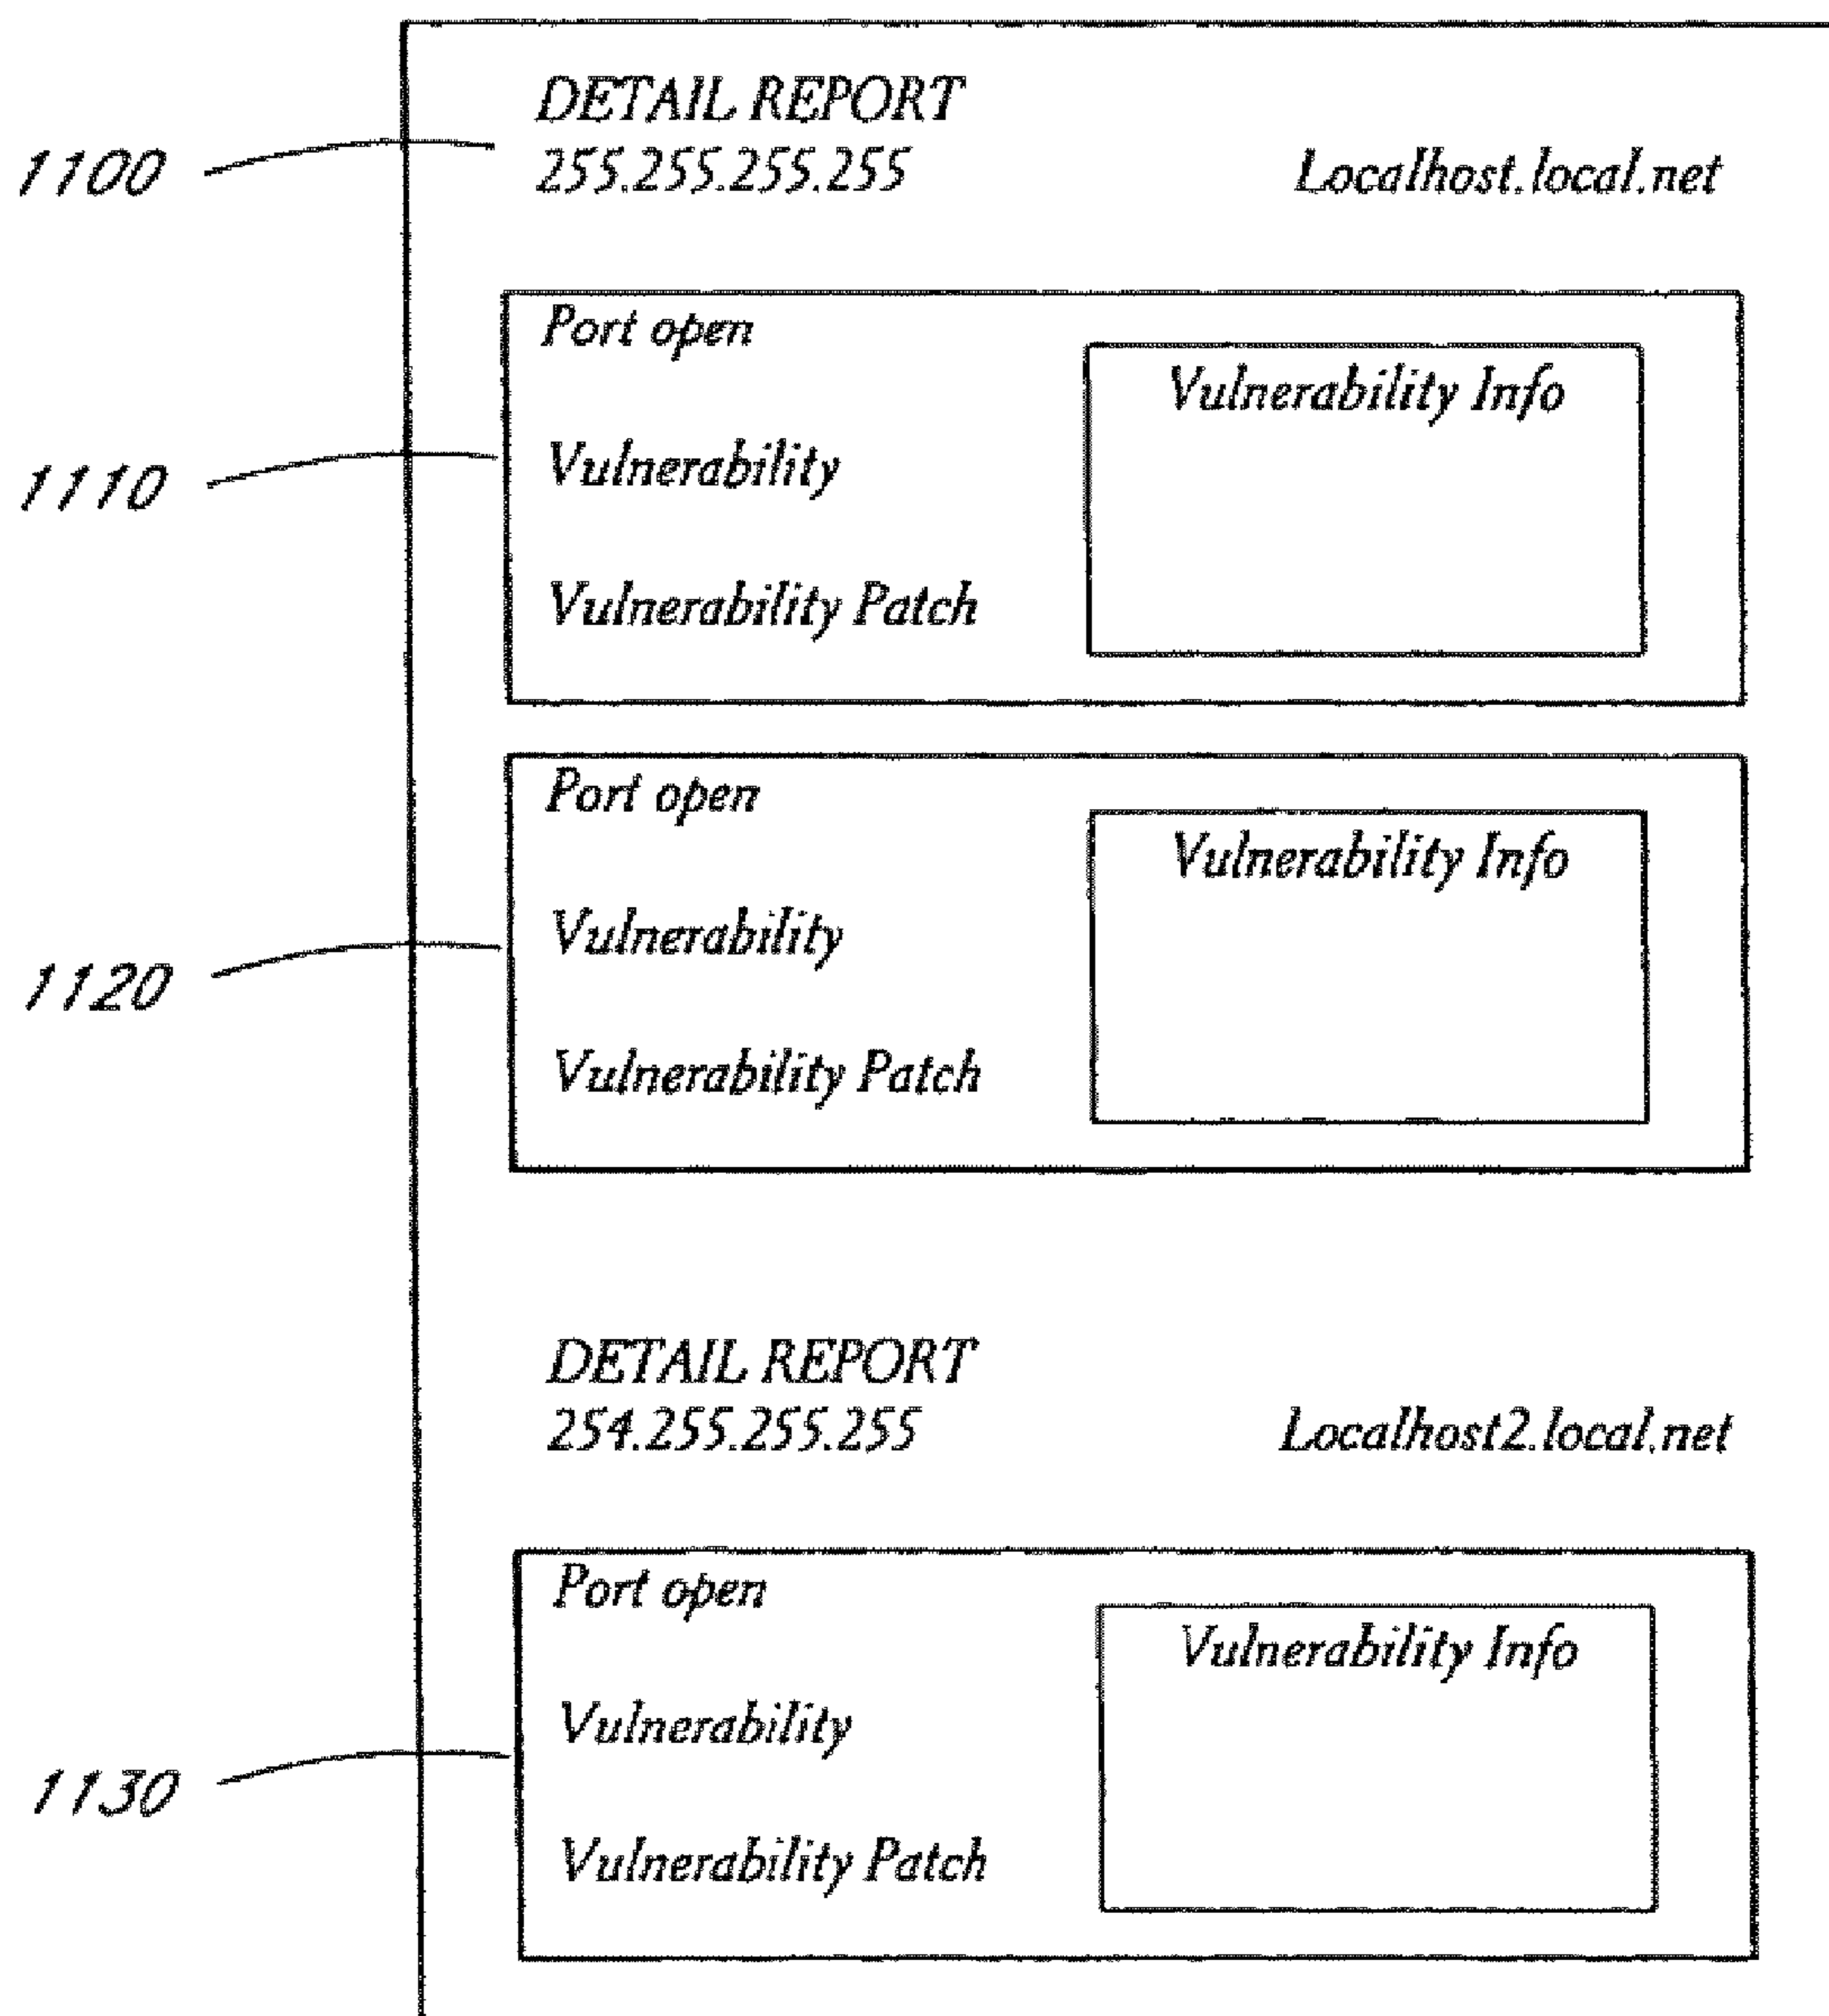 DETAIL REPORT
1100
255.255.255.255 Localhost.local.net
Port open
Vulnerability Info
1110
Vulnerability
Vulnerability Patch
Port open
Vulnerability Info
Vulnerability
1120
Vulnerability Patch
DETAIL REPORT
254.255.255.255 Localhost2.local.net
Port open
Vulnerability Info
Vulnerability
1130
Vulnerability Patch